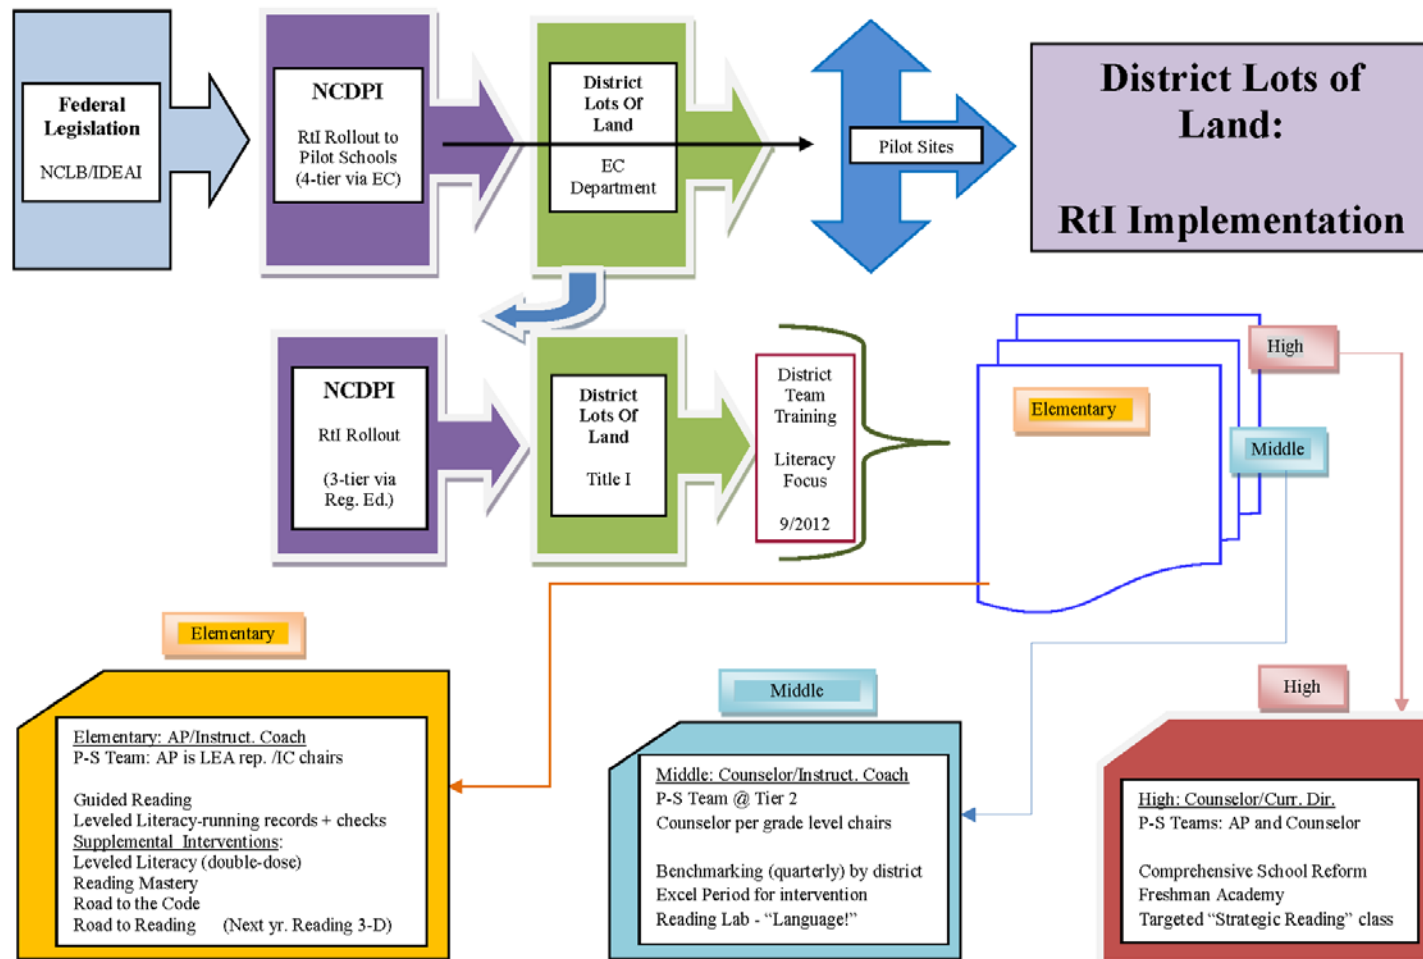 Federal
Legislation
NCLB/IDEAI
NCDPI
RtI Rollout to
Pilot Schools
(4-tier via EC)
District
Lots Of
Land
EC
Department
Pilot Sites
District Lots of
Land:
RtI Implementation
NCDPI
RtI Rollout
(3-tier via
Reg. Ed.)
District
Lots Of
Land
Title I
District
Team
Training
Literacy
Focus
9/2012
High
Elementary
Middle
Elementary
Elementary: AP/Instruct. Coach
P-S Team: AP is LEA rep. /IC chairs
Guided Reading
Leveled Literacy-running records + checks
Supplemental Interventions:
Leveled Literacy (double-dose)
Reading Mastery
Road to the Code
Road to Reading (Next yr. Reading 3-D)
Middle
Middle: Counselor/Instruct. Coach
P-S Team @ Tier 2
Counselor per grade level chairs
Benchmarking (quarterly) by district
Excel Period for intervention
Reading Lab - “Language!”
High
High: Counselor/Curr. Dir.
P-S Teams: AP and Counselor
Comprehensive School Reform
Freshman Academy
Targeted “Strategic Reading” class